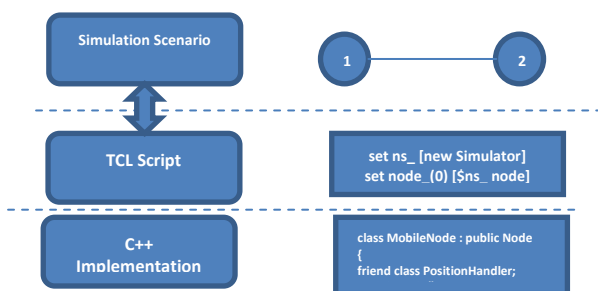 Simulation Scenario
1
2
TCL Script
set ns_ [new Simulator]
set node_(0) [$ns_ node]
C++
Implementation
class MobileNode : public Node
{
friend class PositionHandler;